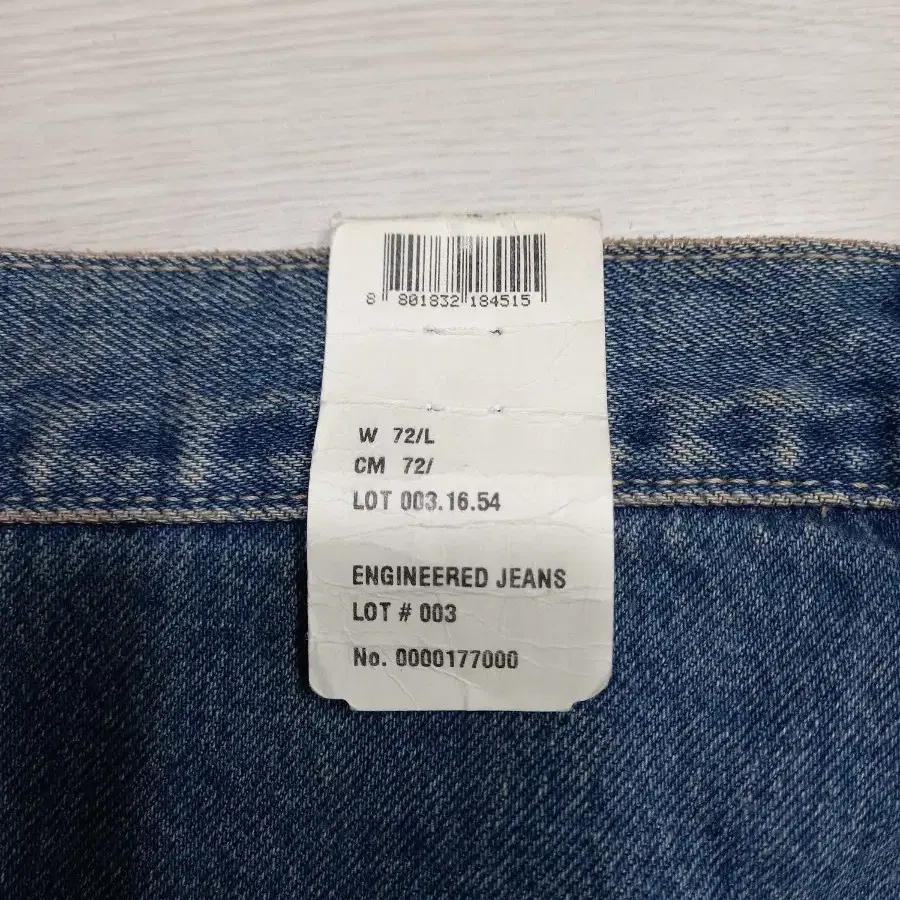 8 801832 184515
W 72/L
CM 72/
LOT 003.16.54
ENGINEERED JEANS
LOT # 003
No. 0000177000